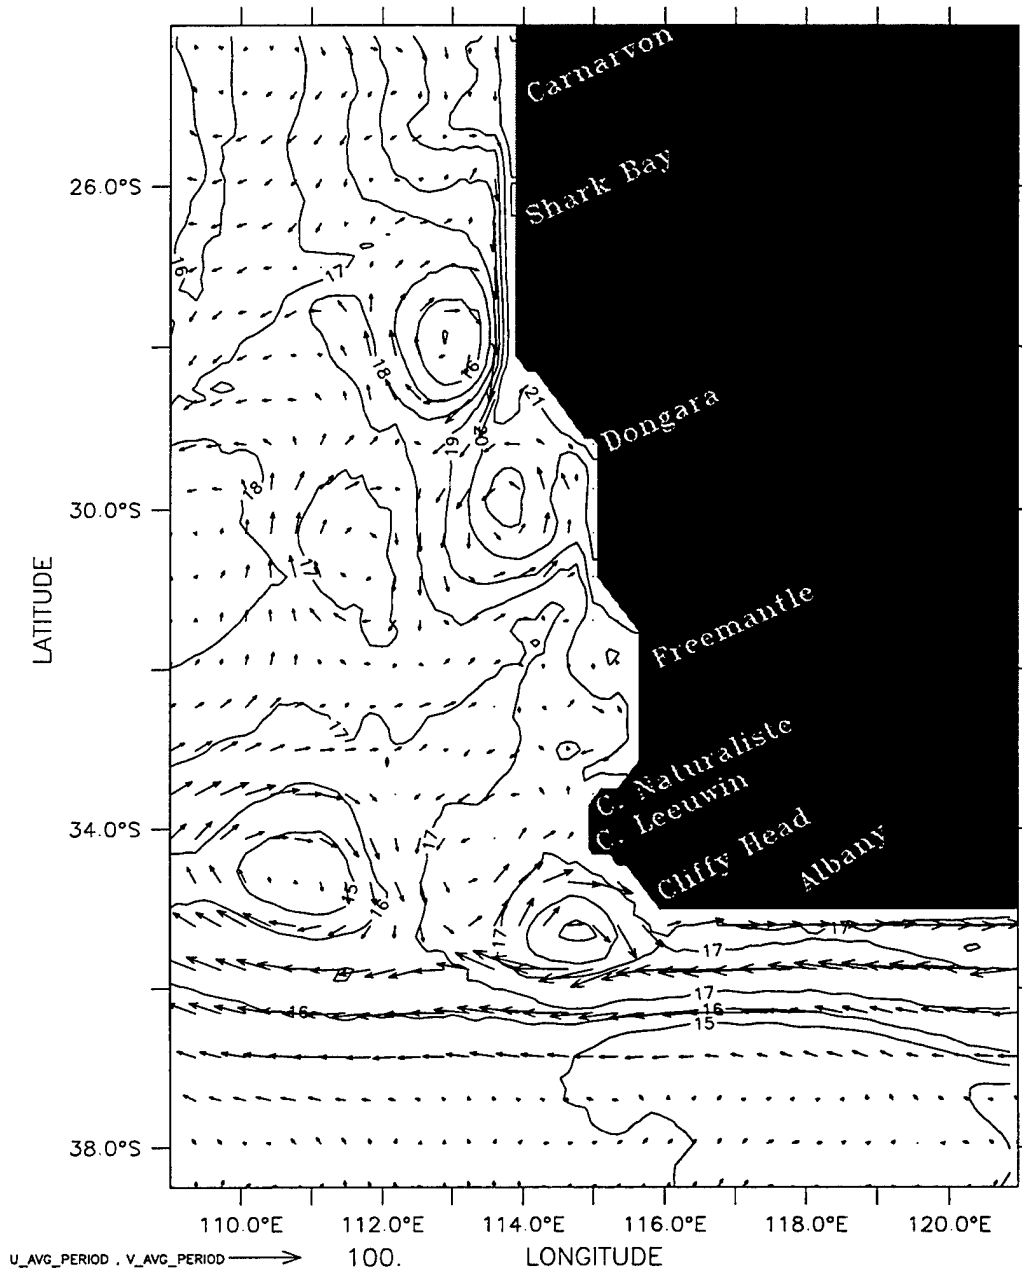 Carnarvon
26.0°S
Shark Bay
19
17
18
16
21
19
20
Dongara
18
30.0°S
17
Freemantle
LATITUDE
17
C. Naturaliste
C. Leeuwin
34.0°S
17
Cliffy Head
Albany
15
16
17
17
17
17
16
16
15
38.0°S
110.0°E 112.0°E 114.0°E 116.0°E 118.0°E 120.0°E
U_AVG_PERIOD , V_AVG_PERIOD 100. LONGITUDE